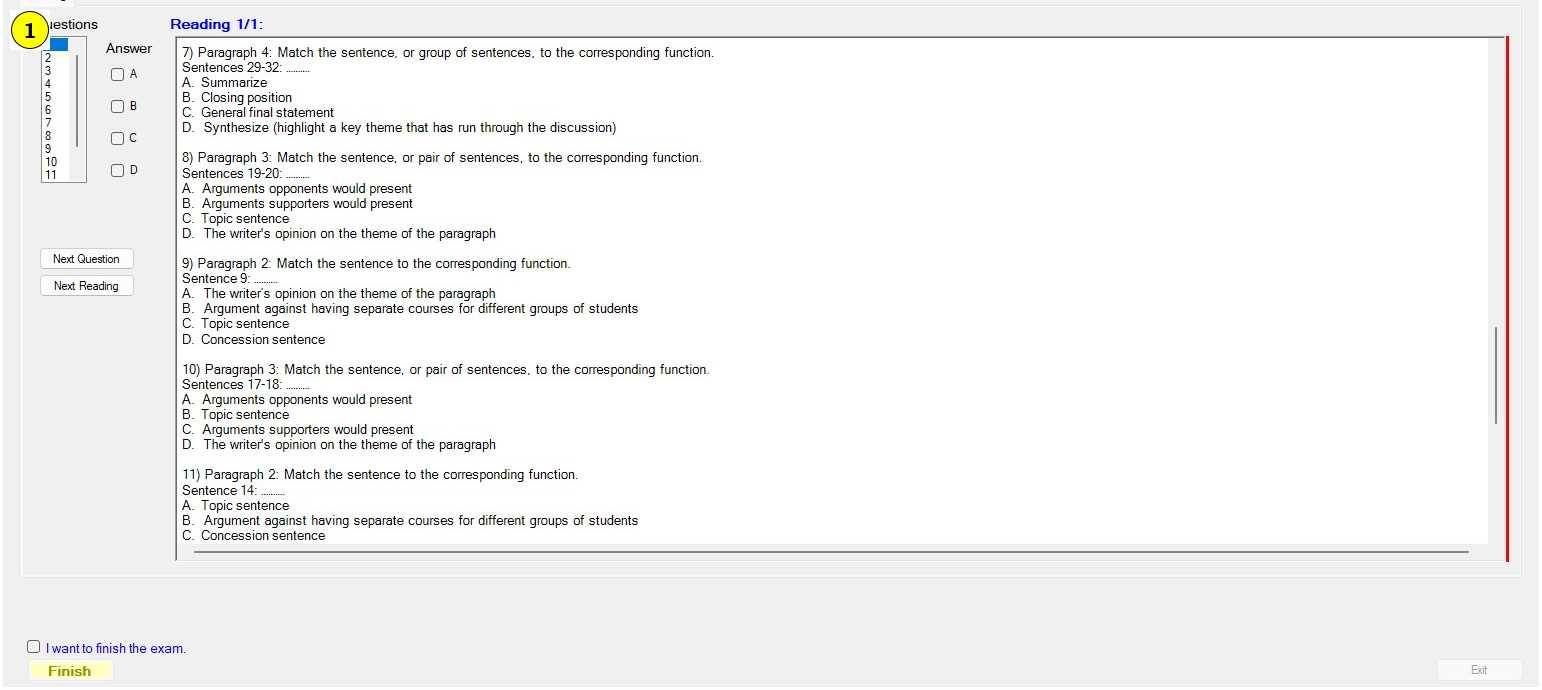 1
uestions
Reading 1/1:
Answer
2
3
4
5
6
7
8
9
10
11
A
B
C
D
Next Question
Next Reading
7) Paragraph 4: Match the sentence, or group of sentences, to the corresponding function.
Sentences 29-32: ..........
A. Summarize
B. Closing position
C. General final statement
D. Synthesize (highlight a key theme that has run through the discussion)
8) Paragraph 3: Match the sentence, or pair of sentences, to the corresponding function.
Sentences 19-20: ..........
A. Arguments opponents would present
B. Arguments supporters would present
C. Topic sentence
D. The writer's opinion on the theme of the paragraph
9) Paragraph 2: Match the sentence to the corresponding function.
Sentence 9: ..........
A. The writer's opinion on the theme of the paragraph
B. Argument against having separate courses for different groups of students
C. Topic sentence
D. Concession sentence
10) Paragraph 3: Match the sentence, or pair of sentences, to the corresponding function.
Sentences 17-18: ..........
A. Arguments opponents would present
B. Topic sentence
C. Arguments supporters would present
D. The writer's opinion on the theme of the paragraph
11) Paragraph 2: Match the sentence to the corresponding function.
Sentence 14: ..........
A. Topic sentence
B. Argument against having separate courses for different groups of students
C. Concession sentence
I want to finish the exam.
Finish
Exit